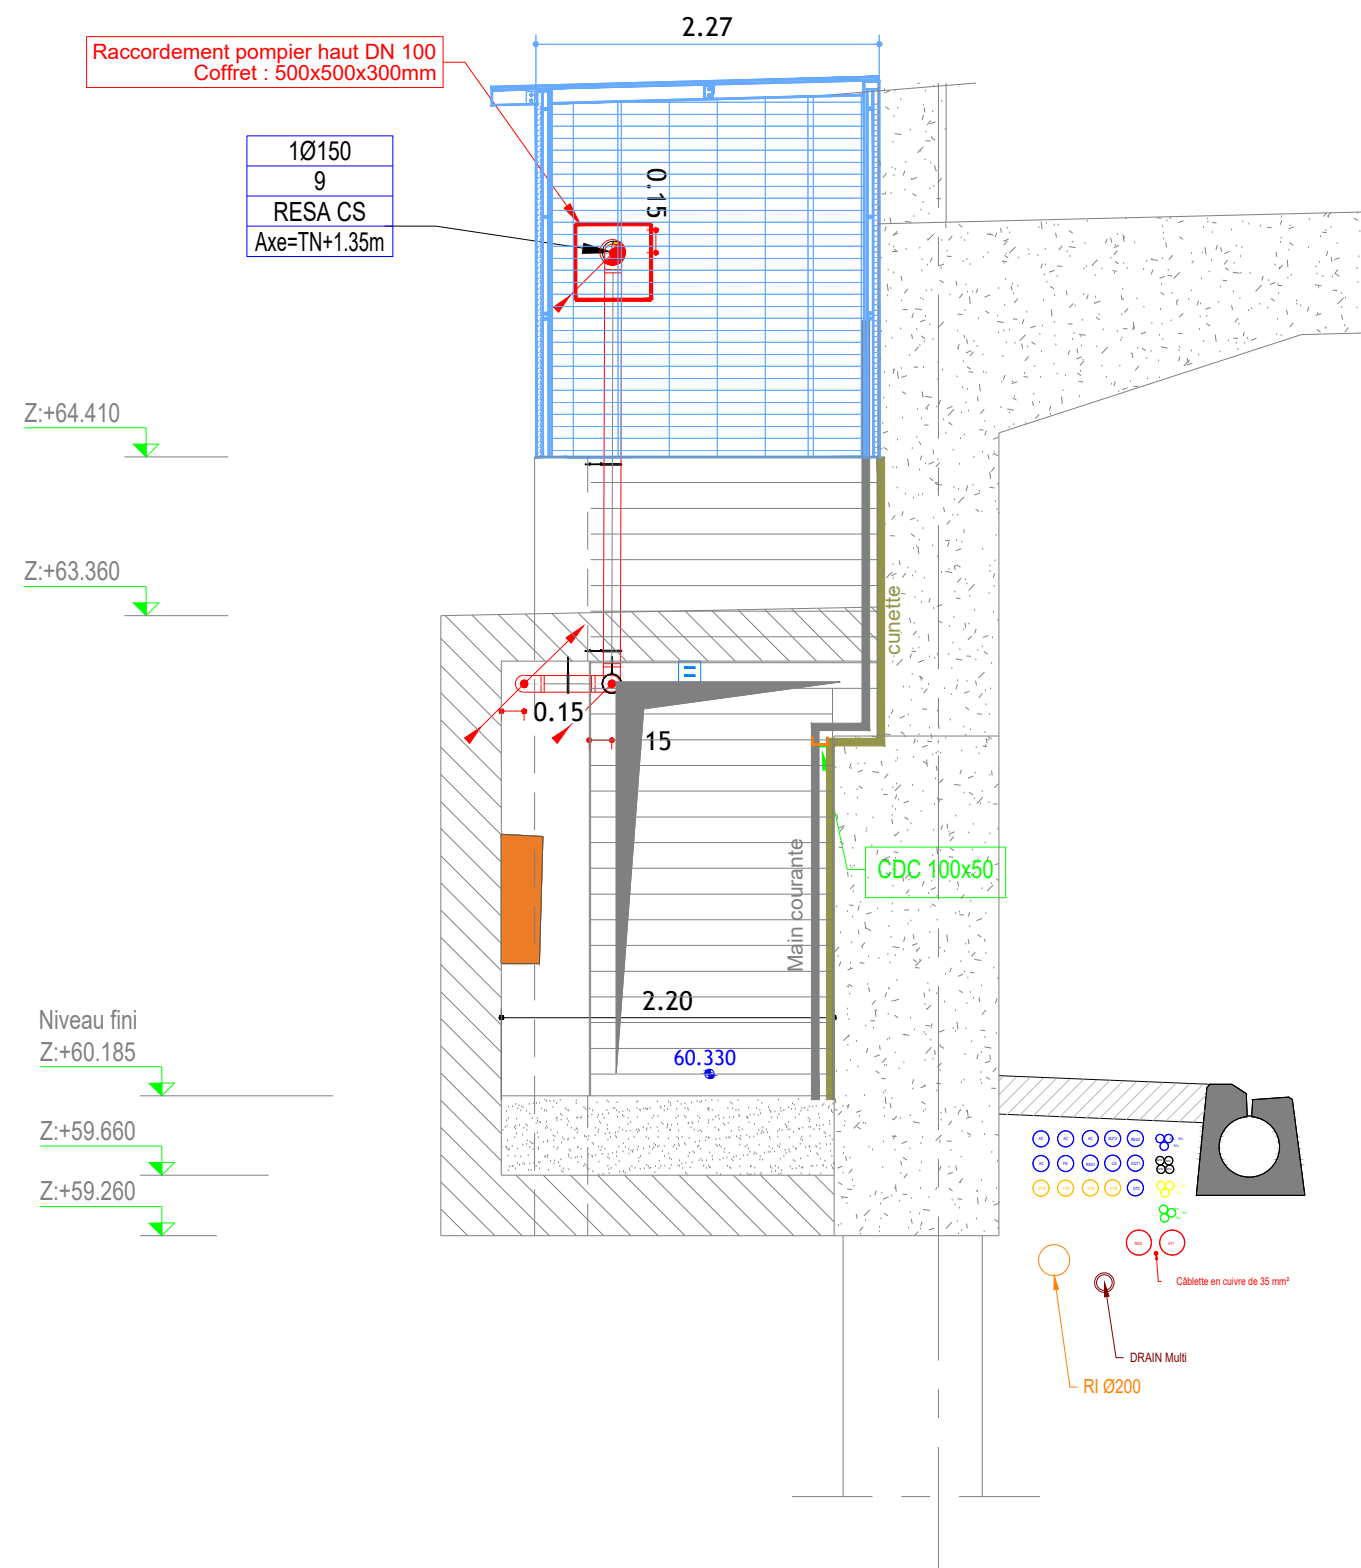 2.27
Raccordement pompier haut DN 100
Coffret : 500x500x300mm
1Ø150
9
RESA CS
Axe=TN+1.35m
0.15
Z:+64.410
Z:+63.360
cunette
0.15
15
CDC 100x50
Main courante
2.20
Niveau fini
Z:+60.185
60.330
Z:+59.660
Z:+59.260
Câblette en cuivre de 35 mm²
DRAIN Multi
RI Ø200